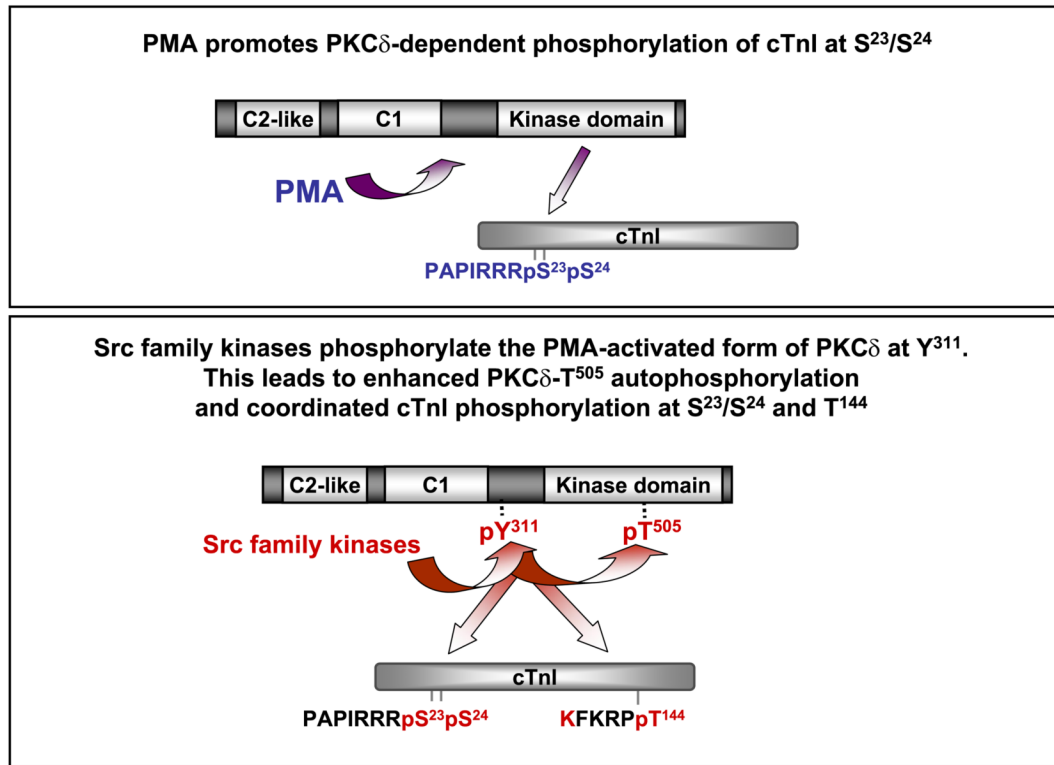 PMA promotes PKCδ-dependent phosphorylation of cTnI at S²³/S²⁴
C2-like C1 Kinase domain
PMA
cTnI
PAPIRRRpS²³pS²⁴
Src family kinases phosphorylate the PMA-activated form of PKCδ at Y³¹¹.
This leads to enhanced PKCδ-T⁵⁰⁵ autophosphorylation
and coordinated cTnI phosphorylation at S²³/S²⁴ and T¹⁴⁴
C2-like C1 Kinase domain
pY³¹¹ pT⁵⁰⁵
Src family kinases
cTnI
PAPIRRRpS²³pS²⁴ KFKRPpT¹⁴⁴